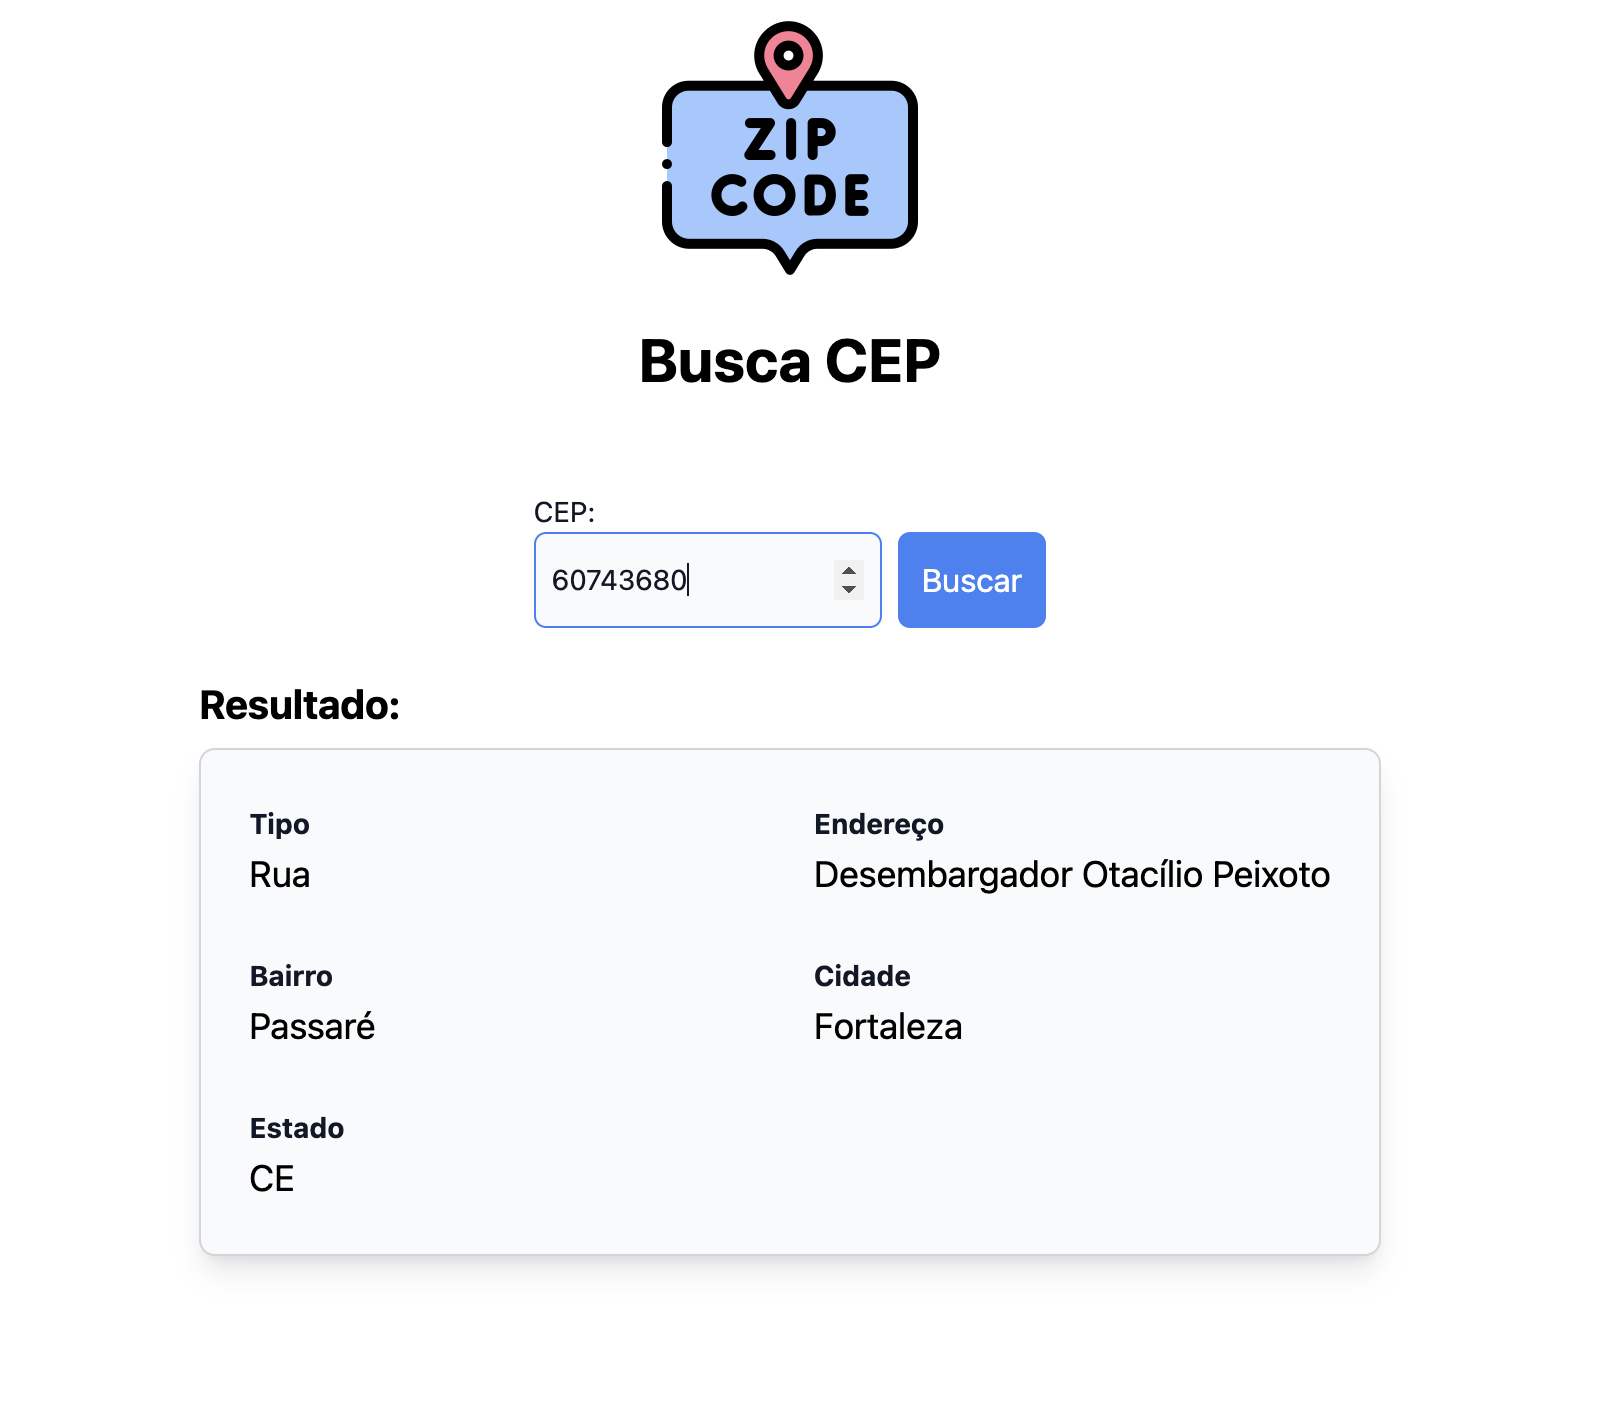 ZIP
CODE
Busca CEP
CEP:
60743680
Buscar
Resultado:
Tipo
Rua
Endereço
Desembargador Otacílio Peixoto
Bairro
Passaré
Cidade
Fortaleza
Estado
CE